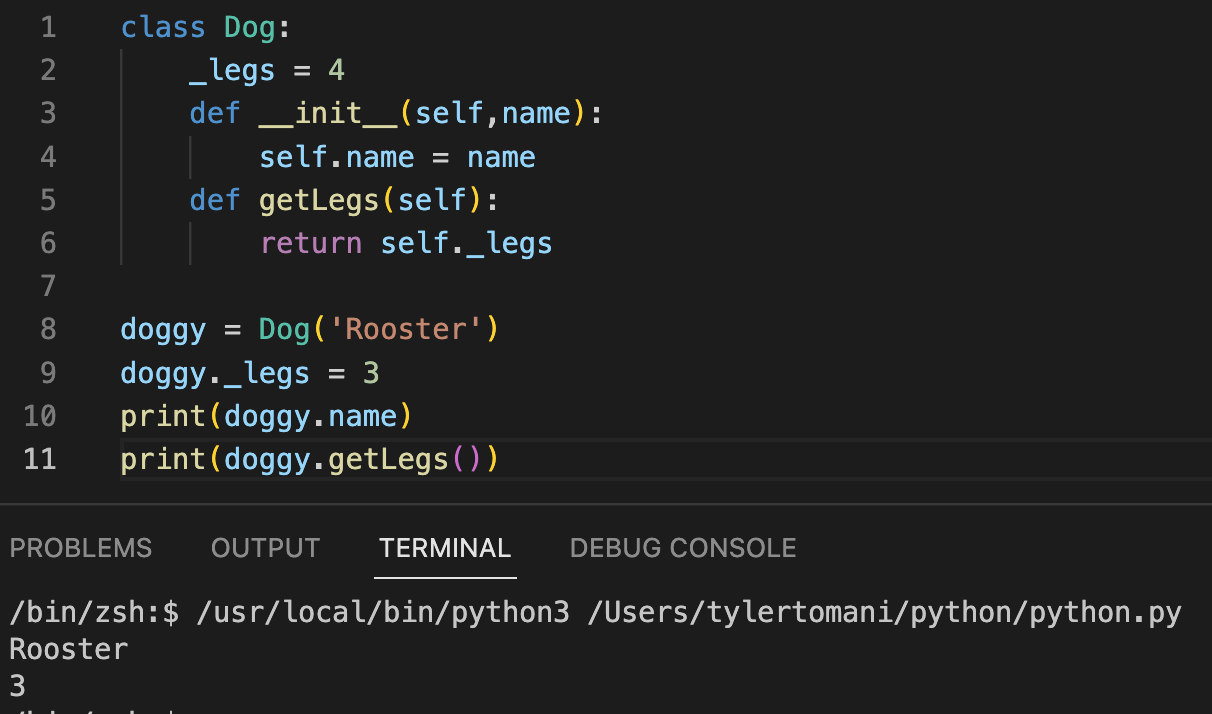 1 class Dog:
2     _legs = 4
3     def __init__(self,name):
4         self.name = name
5     def getLegs(self):
6         return self._legs
7
8 doggy = Dog('Rooster')
9 doggy._legs = 3
10 print(doggy.name)
11 print(doggy.getLegs())
PROBLEMS OUTPUT TERMINAL DEBUG CONSOLE
/bin/zsh:$ /usr/local/bin/python3 /Users/tylertomani/python/python.py
Rooster
3